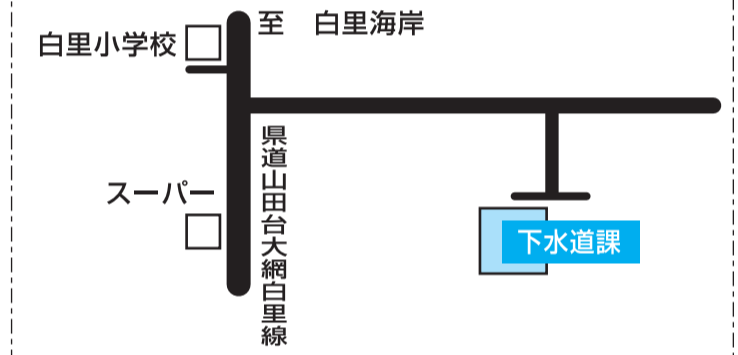 至　白里海岸
白里小学校
県道山田台大網白里線
スーパー
下水道課